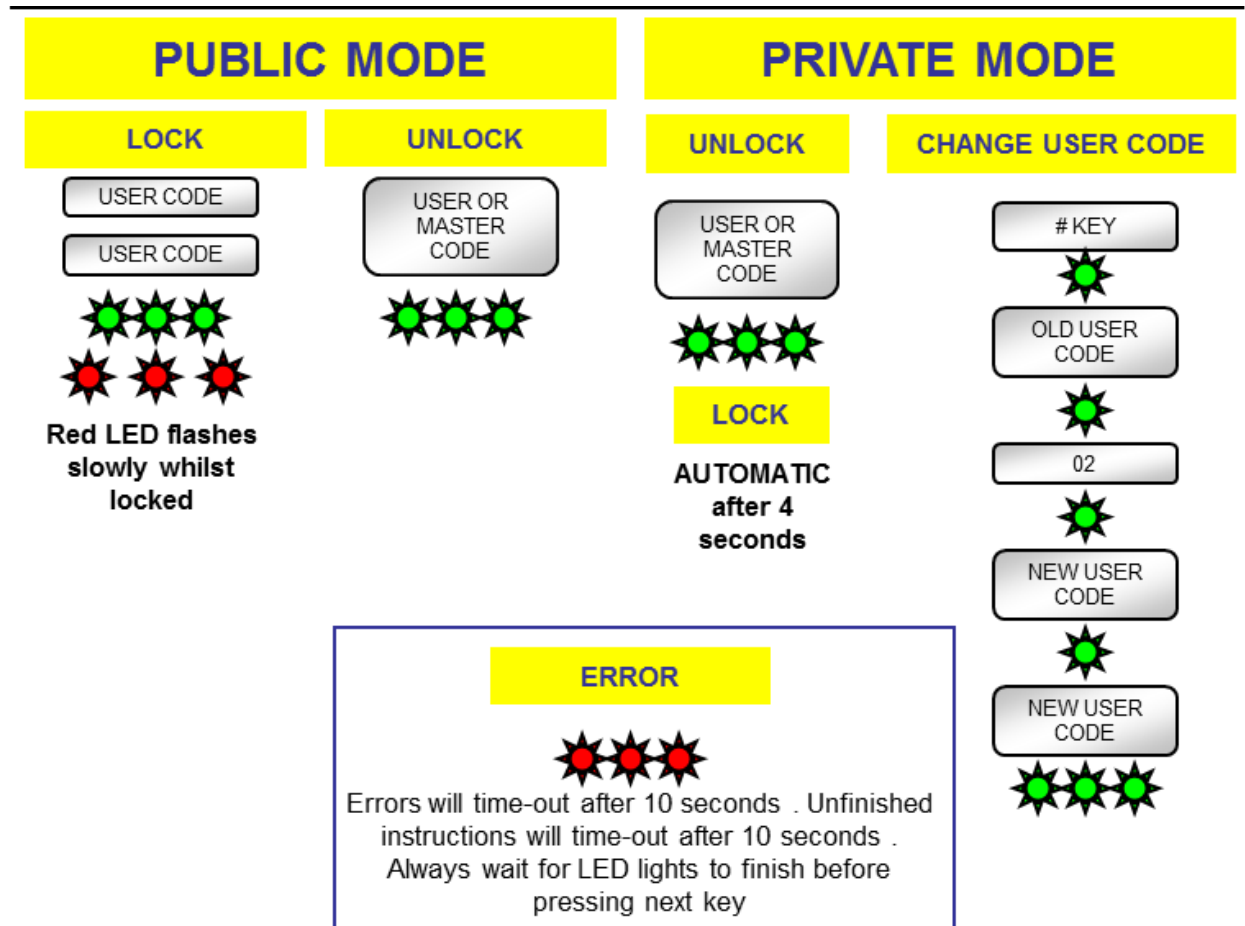 PUBLIC MODE
LOCK
USER CODE
USER CODE
Red LED flashes
slowly whilst
locked
UNLOCK
USER OR
MASTER
CODE
PRIVATE MODE
UNLOCK
USER OR
MASTER
CODE
LOCK
AUTOMATIC
after 4
seconds
CHANGE USER CODE
# KEY
OLD USER
CODE
02
NEW USER
CODE
NEW USER
CODE
ERROR
Errors will time-out after 10 seconds . Unfinished
instructions will time-out after 10 seconds .
Always wait for LED lights to finish before
pressing next key